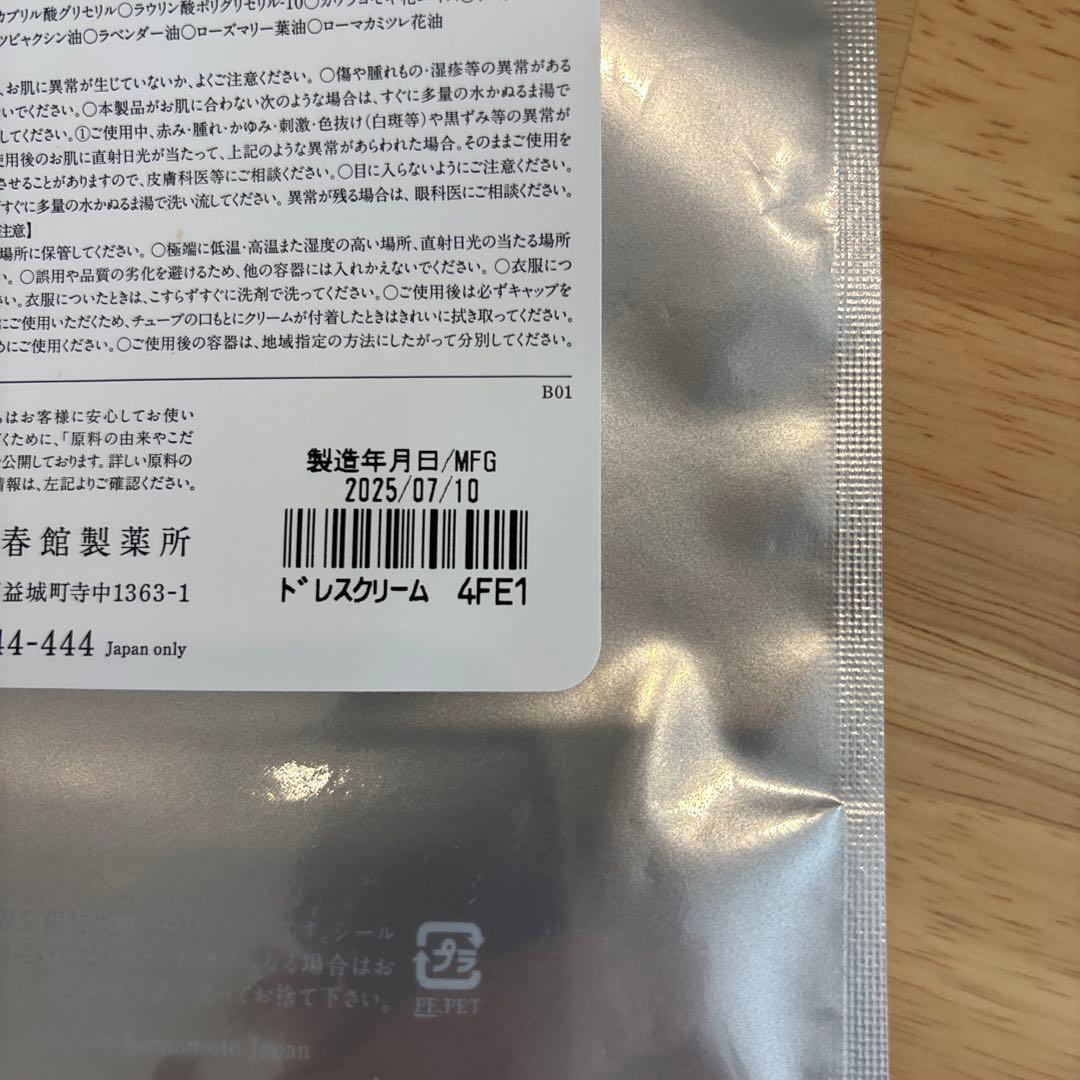 カプリル酸グリセリル○ラウリン酸ポリグリセリル-10○
ツビャクシン油○ラベンダー油○ローズマリー葉油○ローマカミツレ花油
、お肌に異常が生じていないか、よくご注意ください。○傷や腫れもの・湿疹等の異常がある
いでください。○本製品がお肌に合わない次のような場合は、すぐに多量の水かぬるま湯で
してください。①ご使用中、赤み・腫れ・かゆみ・刺激・色抜け(白斑等)や黒ずみ等の異常が
使用後のお肌に直射日光が当たって、上記のような異常があらわれた場合。そのままご使用を
させることがありますので、皮膚科医等にご相談ください。○目に入らないようにご注意ください。
すぐに多量の水かぬるま湯で洗い流してください。異常が残る場合は、眼科医にご相談ください。
注意】
場所に保管してください。○極端に低温・高温また湿度の高い場所、直射日光の当たる場所
い。○誤用や品質の劣化を避けるため、他の容器には入れかえないでください。○衣服につ
さい。衣服についたときは、こすらずすぐに洗剤で洗ってください。○ご使用後は必ずキャップを
にご使用いただくため、チューブの口もとにクリームが付着したときはきれいに拭き取ってください。
めにご使用ください。○ご使用後の容器は、地域指定の方法にしたがって分別してください。
B01
はお客様に安心してお使い
くために、「原料の由来やこだ
公開しております。詳しい原料の
情報は、左記よりご確認ください。
製造年月日/MFG
2025/07/10
ドレスクリーム 4FE1
春館製薬所
益城町寺中1363-1
44-444 Japan only
す。シール
る場合はお
ってお捨て下さい。
プラ
PE.PET
Kumamoto Japan